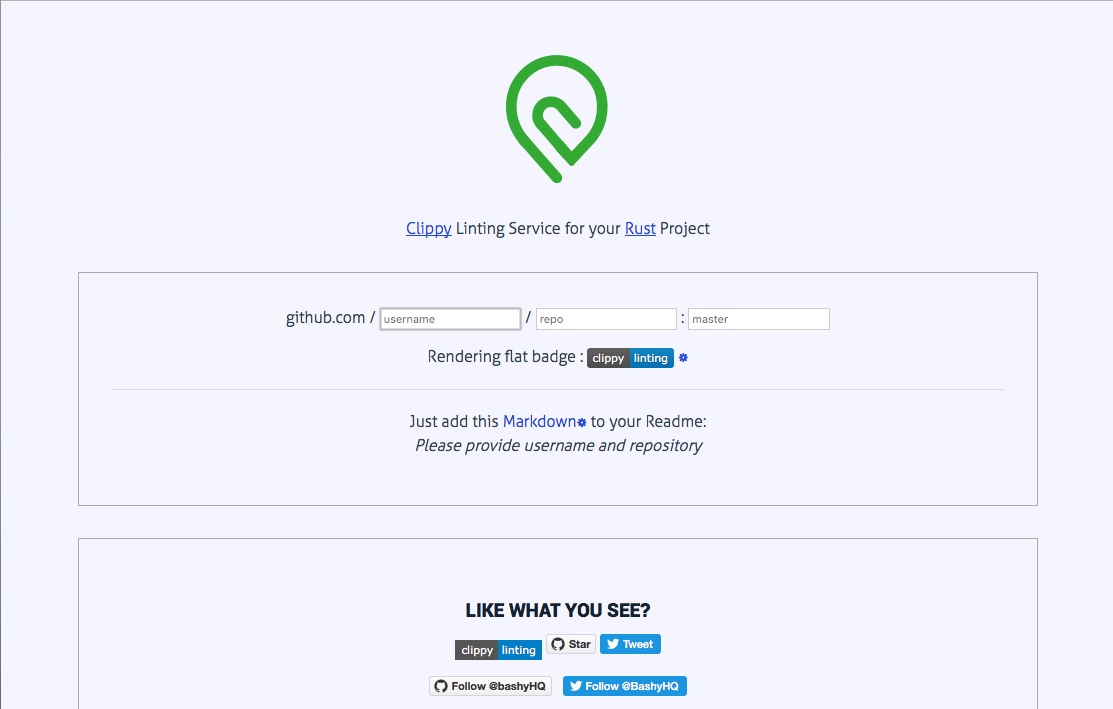 Clippy Linting Service for your Rust Project
github.com / username / repo : master
Rendering flat badge : clippy linting
Just add this Markdown to your Readme:
Please provide username and repository
LIKE WHAT YOU SEE?
clippy linting Star Tweet
Follow @bashyHQ Follow @BashyHQ